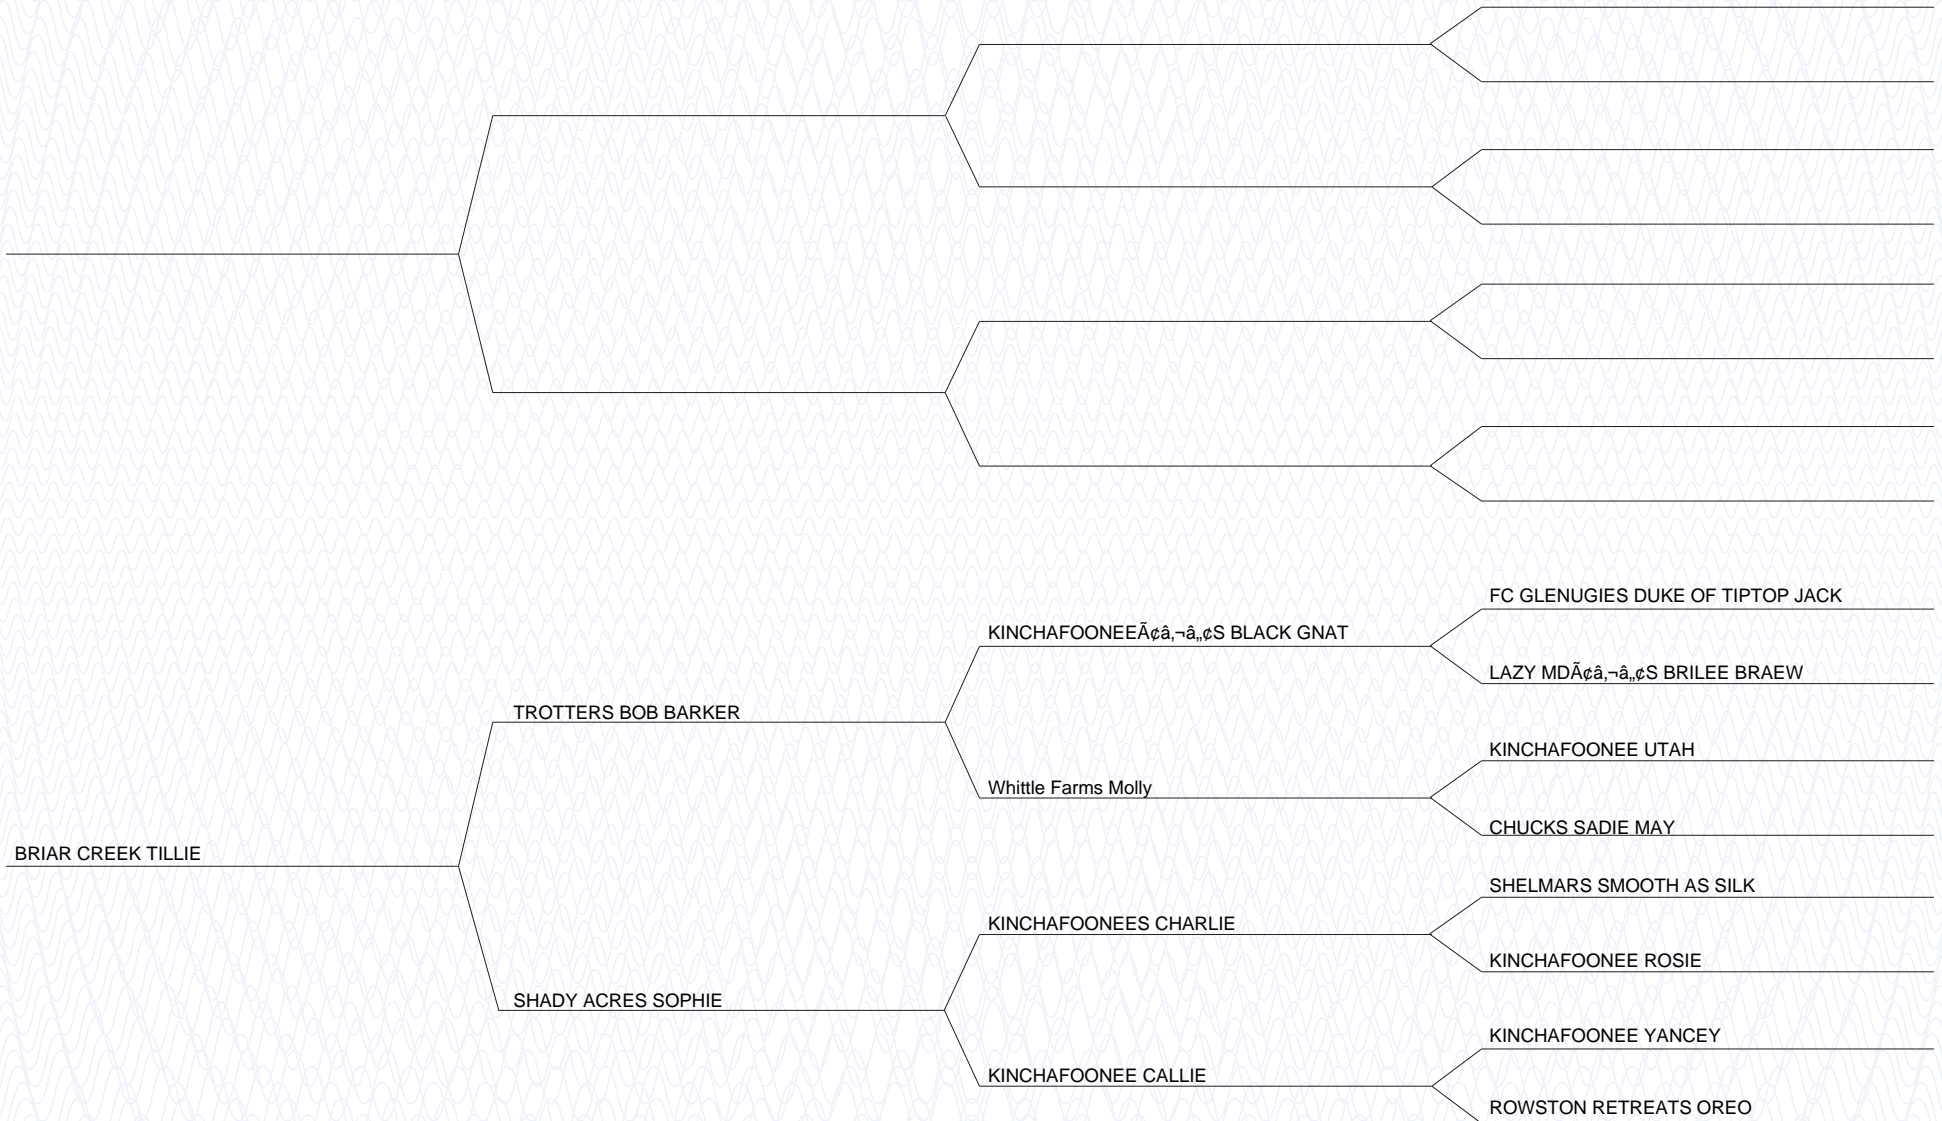 FC GLENUGIES DUKE OF TIPTOP JACK
KINCHAFOONEEÃ¢â‚¬â„¢S BLACK GNAT
LAZY MDÃ¢â‚¬â„¢S BRILEE BRAEW
TROTTERS BOB BARKER
KINCHAFOONEE UTAH
Whittle Farms Molly
CHUCKS SADIE MAY
BRIAR CREEK TILLIE
SHELMARS SMOOTH AS SILK
KINCHAFOONEES CHARLIE
KINCHAFOONEE ROSIE
SHADY ACRES SOPHIE
KINCHAFOONEE YANCEY
KINCHAFOONEE CALLIE
ROWSTON RETREATS OREO